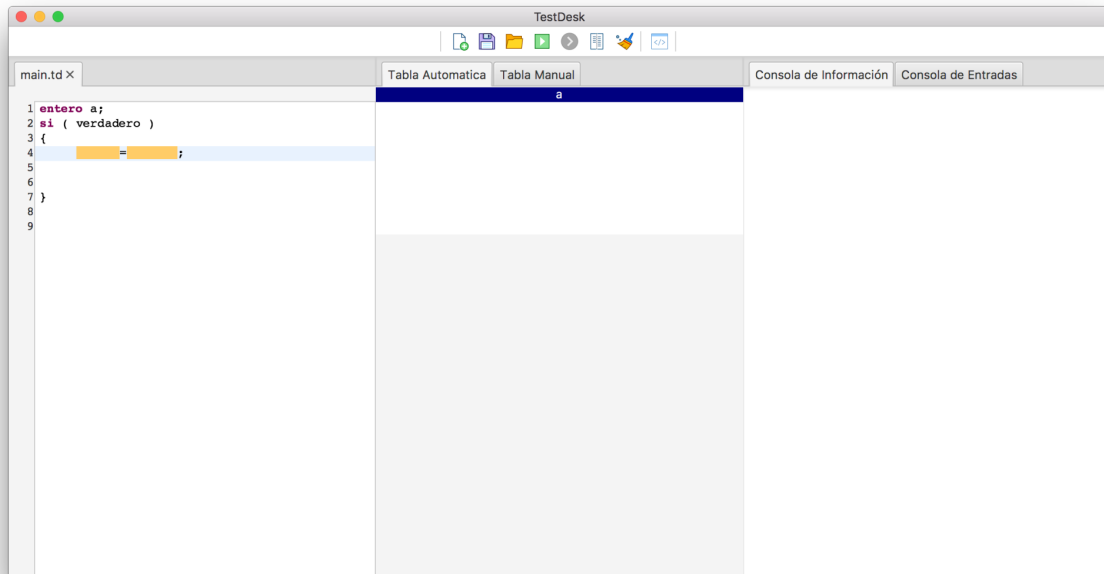 TestDesk
main.td ×
Tabla Automatica Tabla Manual
Consola de Información Consola de Entradas
a
1 entero a;
2 si ( verdadero )
3 {
4 = ;
5
6
7 }
8
9